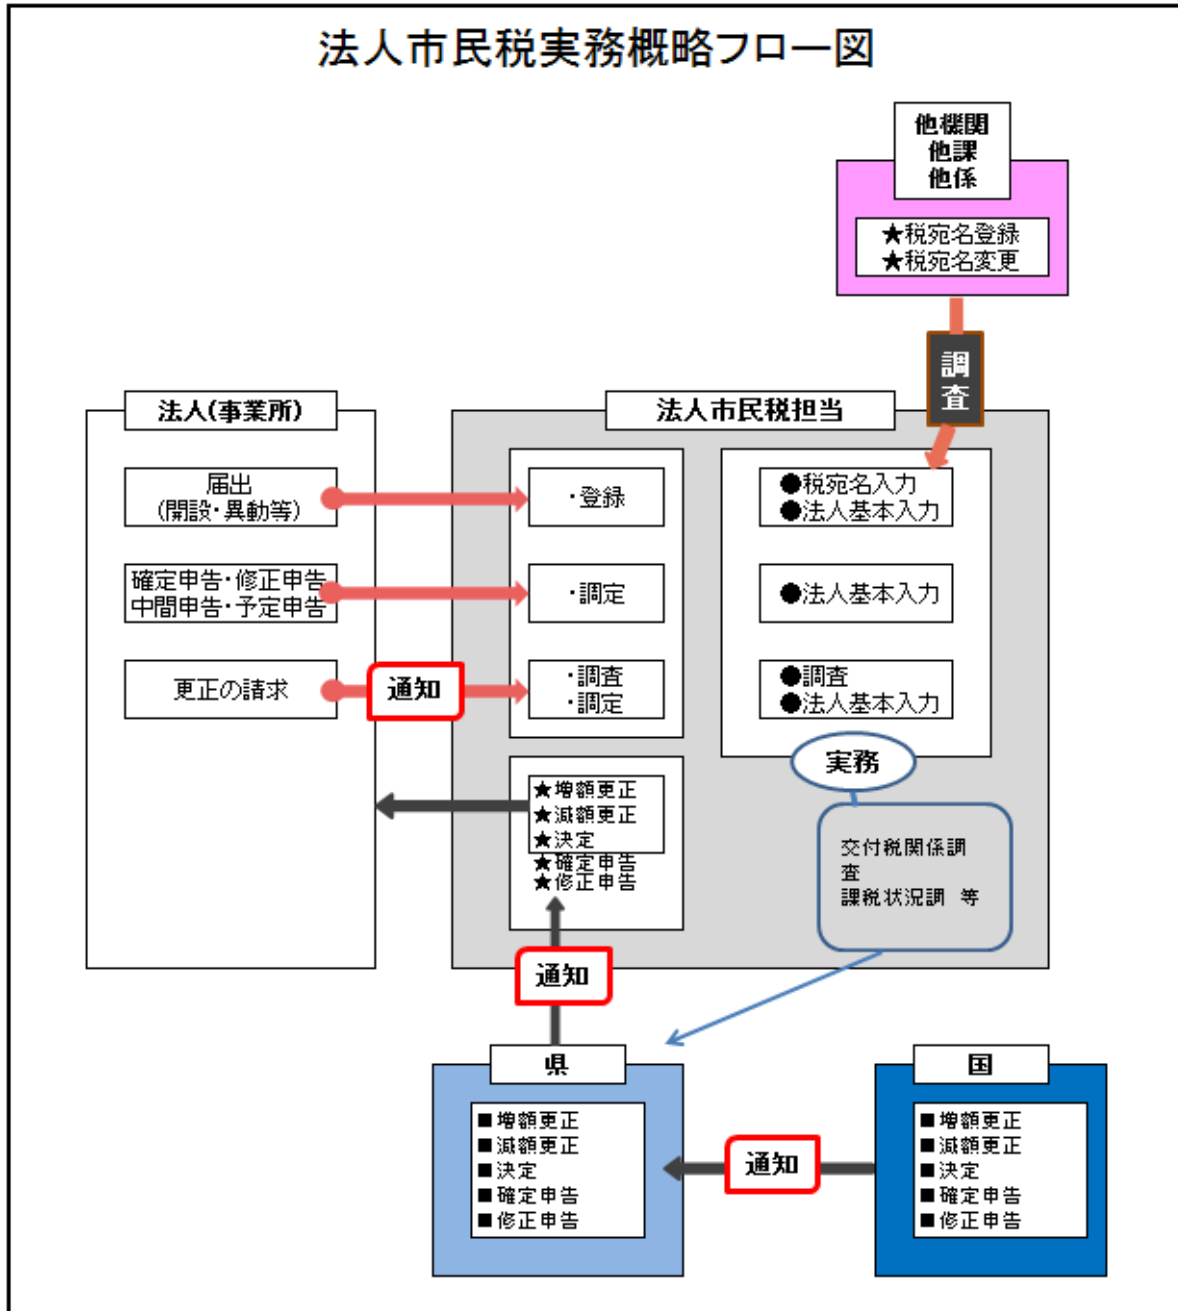 法人市民税実務概略フロー図
他機関
他課
他係
★税宛名登録
★税宛名変更
調
査
法人(事業所)
届出
(開設・異動等)
確定申告・修正申告
中間申告・予定申告
更正の請求
通知
法人市民税担当
・登録
・調定
・調査
・調定
●税宛名入力
●法人基本入力
●法人基本入力
●調査
●法人基本入力
実務
★増額更正
★減額更正
★決定
★確定申告
★修正申告
交付税関係調
査
課税状況調 等
通知
県
■増額更正
■減額更正
■決定
■確定申告
■修正申告
通知
国
■増額更正
■減額更正
■決定
■確定申告
■修正申告